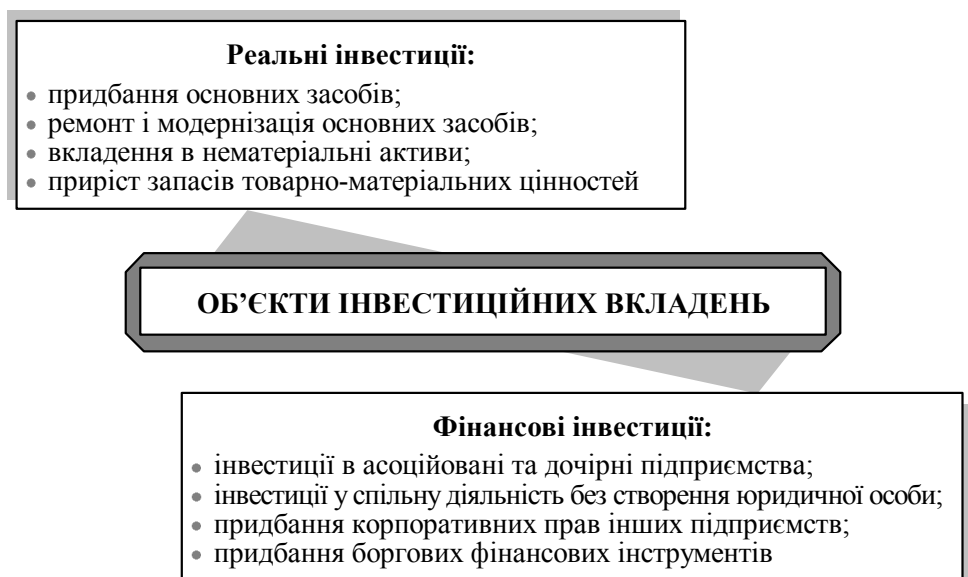 Реальні інвестиції:
• придбання основних засобів;
• ремонт і модернізація основних засобів;
• вкладення в нематеріальні активи;
• приріст запасів товарно-матеріальних цінностей
ОБ’ЄКТИ ІНВЕСТИЦІЙНИХ ВКЛАДЕНЬ
Фінансові інвестиції:
• інвестиції в асоційовані та дочірні підприємства;
• інвестиції у спільну діяльність без створення юридичної особи;
• придбання корпоративних прав інших підприємств;
• придбання боргових фінансових інструментів